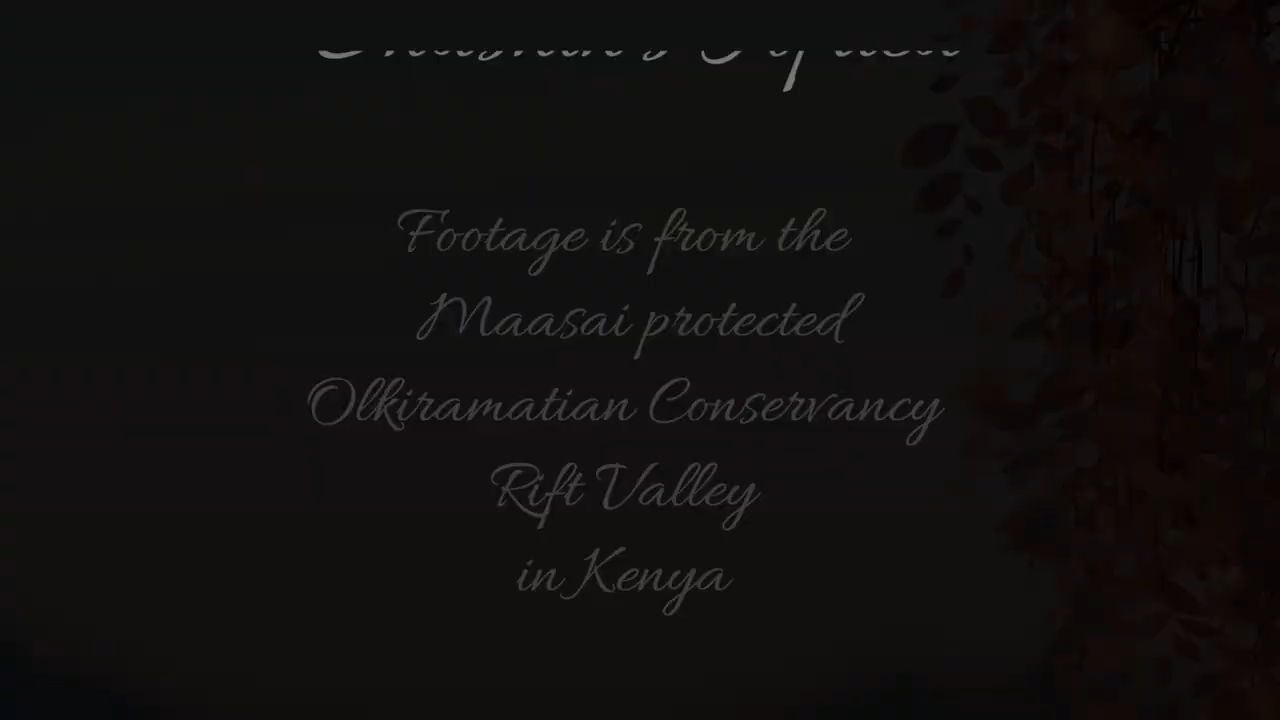 Footage is from the
Maasai protected
Olkiramatian Conservancy
Rift Valley
in Kenya